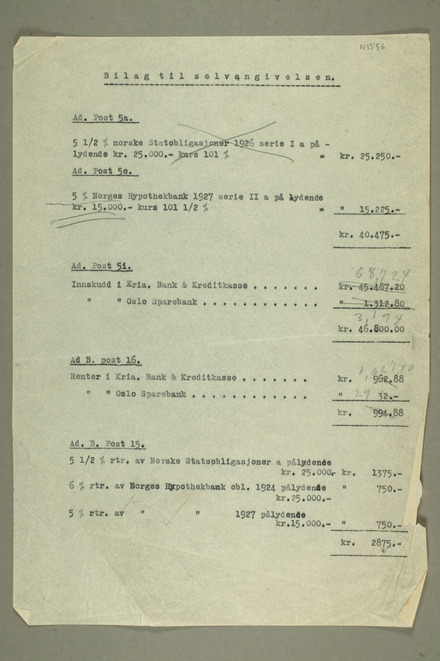 N3556
Bilag til selvangivelsen.
Ad. Post 5a.
5 1/2 % norske Statobligasjoner 1926 serie I a på -
lydende kr. 25.000.- kurs 101 % " kr. 25.250.-
Ad. Post 5c.
5 % Norges Hypothekbank 1927 serie II a på lydende
kr. 15.000.- kurs 101 1/2 % " " 15.225.-
kr. 40.475.-
68,724
Ad. Post 5i.
Innskudd i Kria. Bank & Kreditkasse . . . . . . . kr. 45.487.20
" " Oslo Sparebank . . . . . . . . . . . . " 1.312.80
3,194
kr. 46.800.00
Ad B. post 16.
Renter i Kria. Bank & Kreditkasse . . . . . . . kr. 962.88
" " Oslo Sparebank . . . . . . . . . . . . . " 32.-
kr. 994.88
Ad. B. Post 15.
5 1/2 % rtr. av Norske Statsobligasjoner a pålydende
kr. 25.000.- kr. 1375.-
6 % rtr. av Norges Hypothekbank obl. 1924 pålydende " 750.-
kr.25.000.-
5 % rtr. av " " 1927 pålydende
kr.15.000.- " 750.-
kr. 2875.-